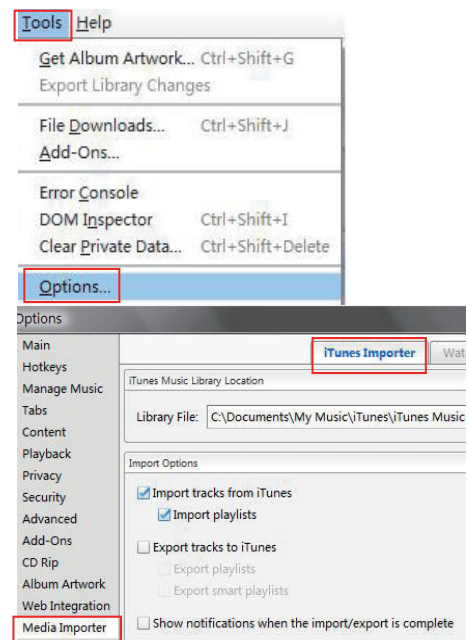 Tools Help
Get Album Artwork... Ctrl+Shift+G
Export Library Changes
File Downloads... Ctrl+Shift+J
Add-Ons...
Error Console
DOM Inspector Ctrl+Shift+I
Clear Private Data... Ctrl+Shift+Delete
Options...
Options
Main
Hotkeys
Manage Music
Tabs
Content
Playback
Privacy
Security
Advanced
Add-Ons
CD Rip
Album Artwork
Web Integration
Media Importer
iTunes Importer Wat
iTunes Music Library Location
Library File: C:\Documents\My Music\iTunes\iTunes Music
Import Options
Import tracks from iTunes
Import playlists
Export tracks to iTunes
Export playlists
Export smart playlists
Show notifications when the import/export is complete